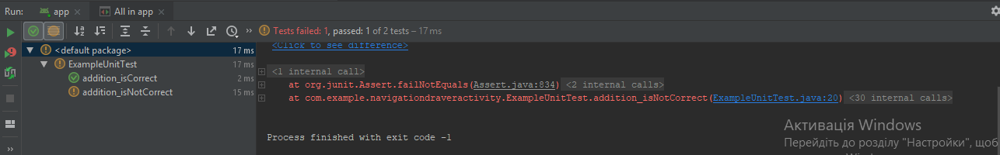 Run: app × All in app ×
» Tests failed: 1, passed: 1 of 2 tests – 17 ms
<default package> 17 ms
ExampleUnitTest 17 ms
addition_isCorrect 2 ms
addition_isNotCorrect 15 ms
<Click to see difference>
<1 internal call>
at org.junit.Assert.failNotEquals(Assert.java:834) <2 internal calls>
at com.example.navigationdraveractivity.ExampleUnitTest.addition_isNotCorrect(ExampleUnitTest.java:20) <30 internal calls>
Process finished with exit code -1
Активація Windows
Перейдіть до розділу "Настройки", щоб
»